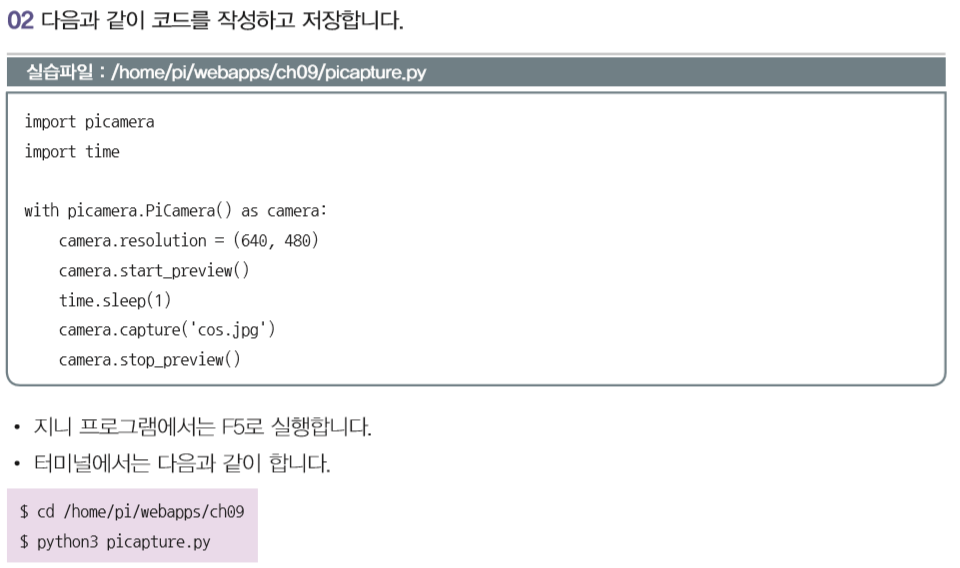 02 다음과 같이 코드를 작성하고 저장합니다.
실습파일 : /home/pi/webapps/ch09/picapture.py
import picamera
import time
with picamera.PiCamera() as camera:
    camera.resolution = (640, 480)
    camera.start_preview()
    time.sleep(1)
    camera.capture('cos.jpg')
    camera.stop_preview()
• 지니 프로그램에서는 F5로 실행합니다.
• 터미널에서는 다음과 같이 합니다.
$ cd /home/pi/webapps/ch09
$ python3 picapture.py